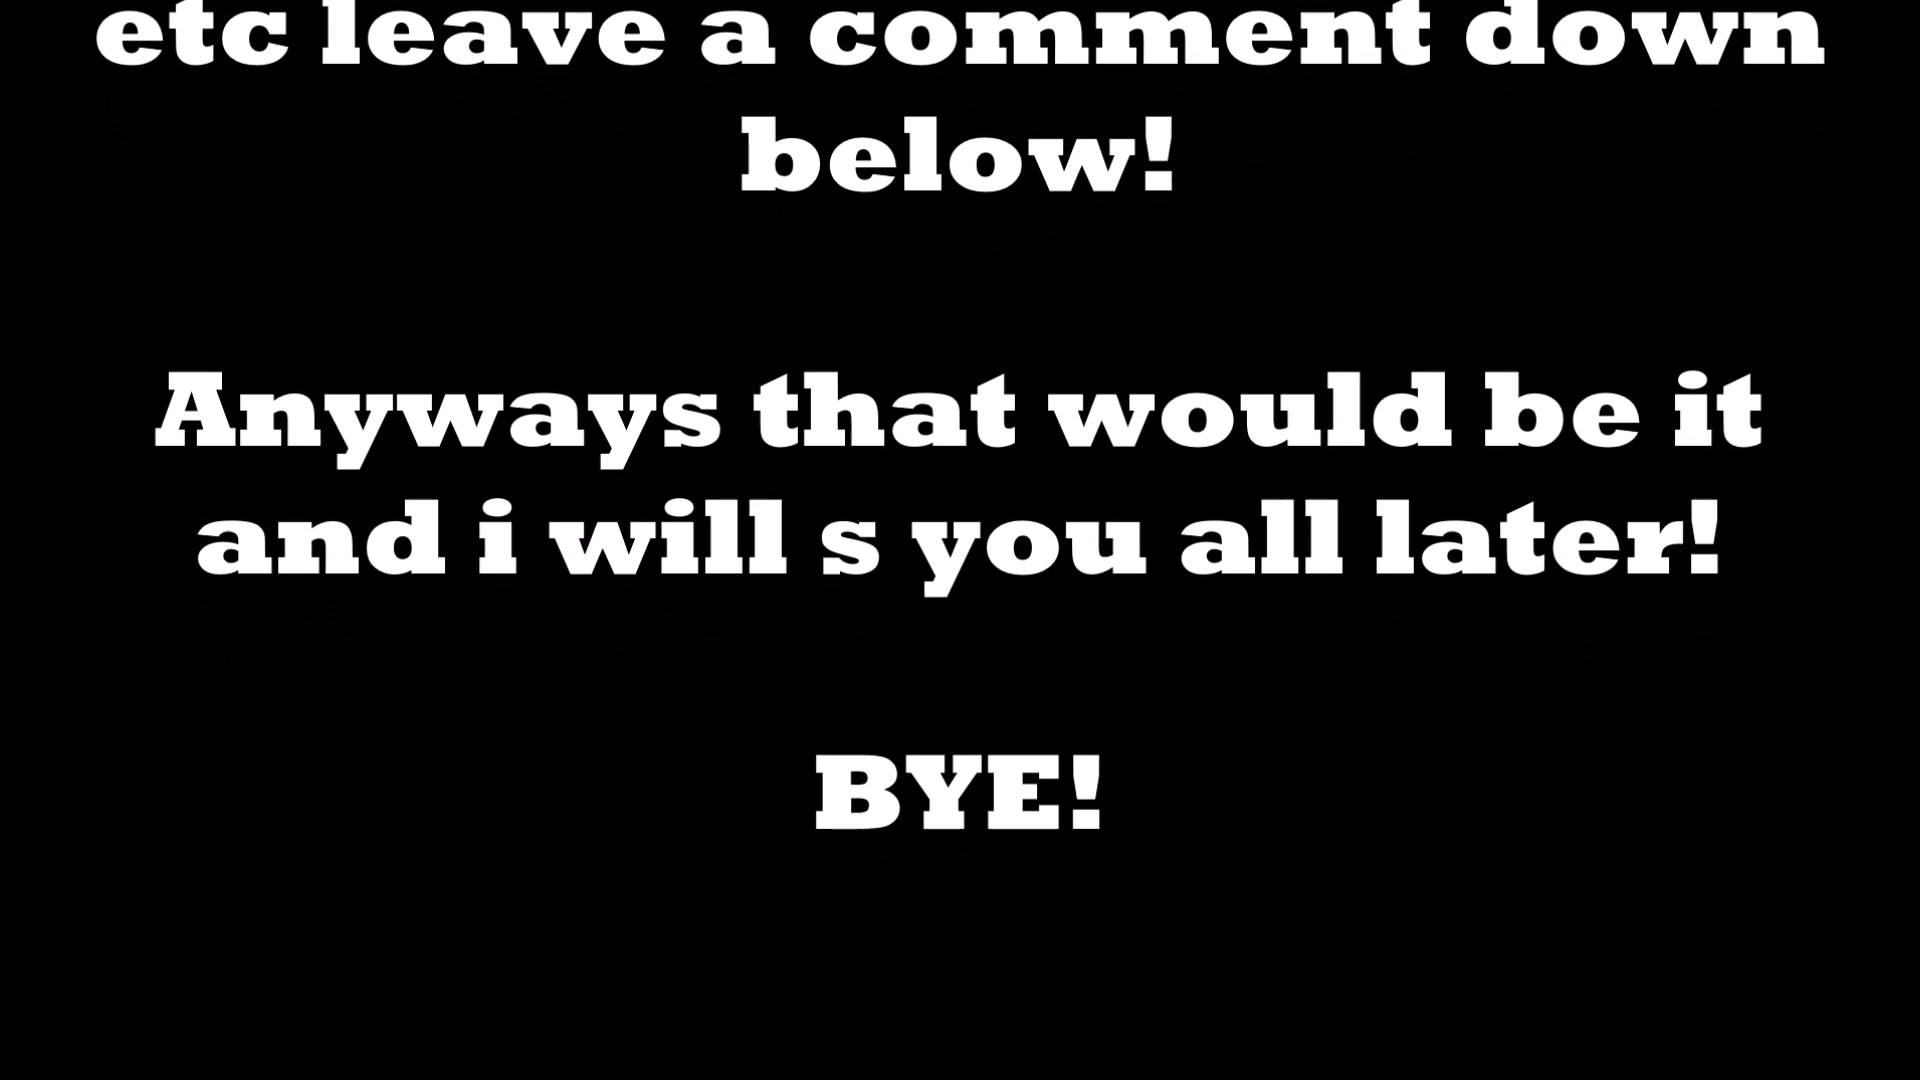 etc leave a comment down
below!
Anyways that would be it
and i will s you all later!
BYE!